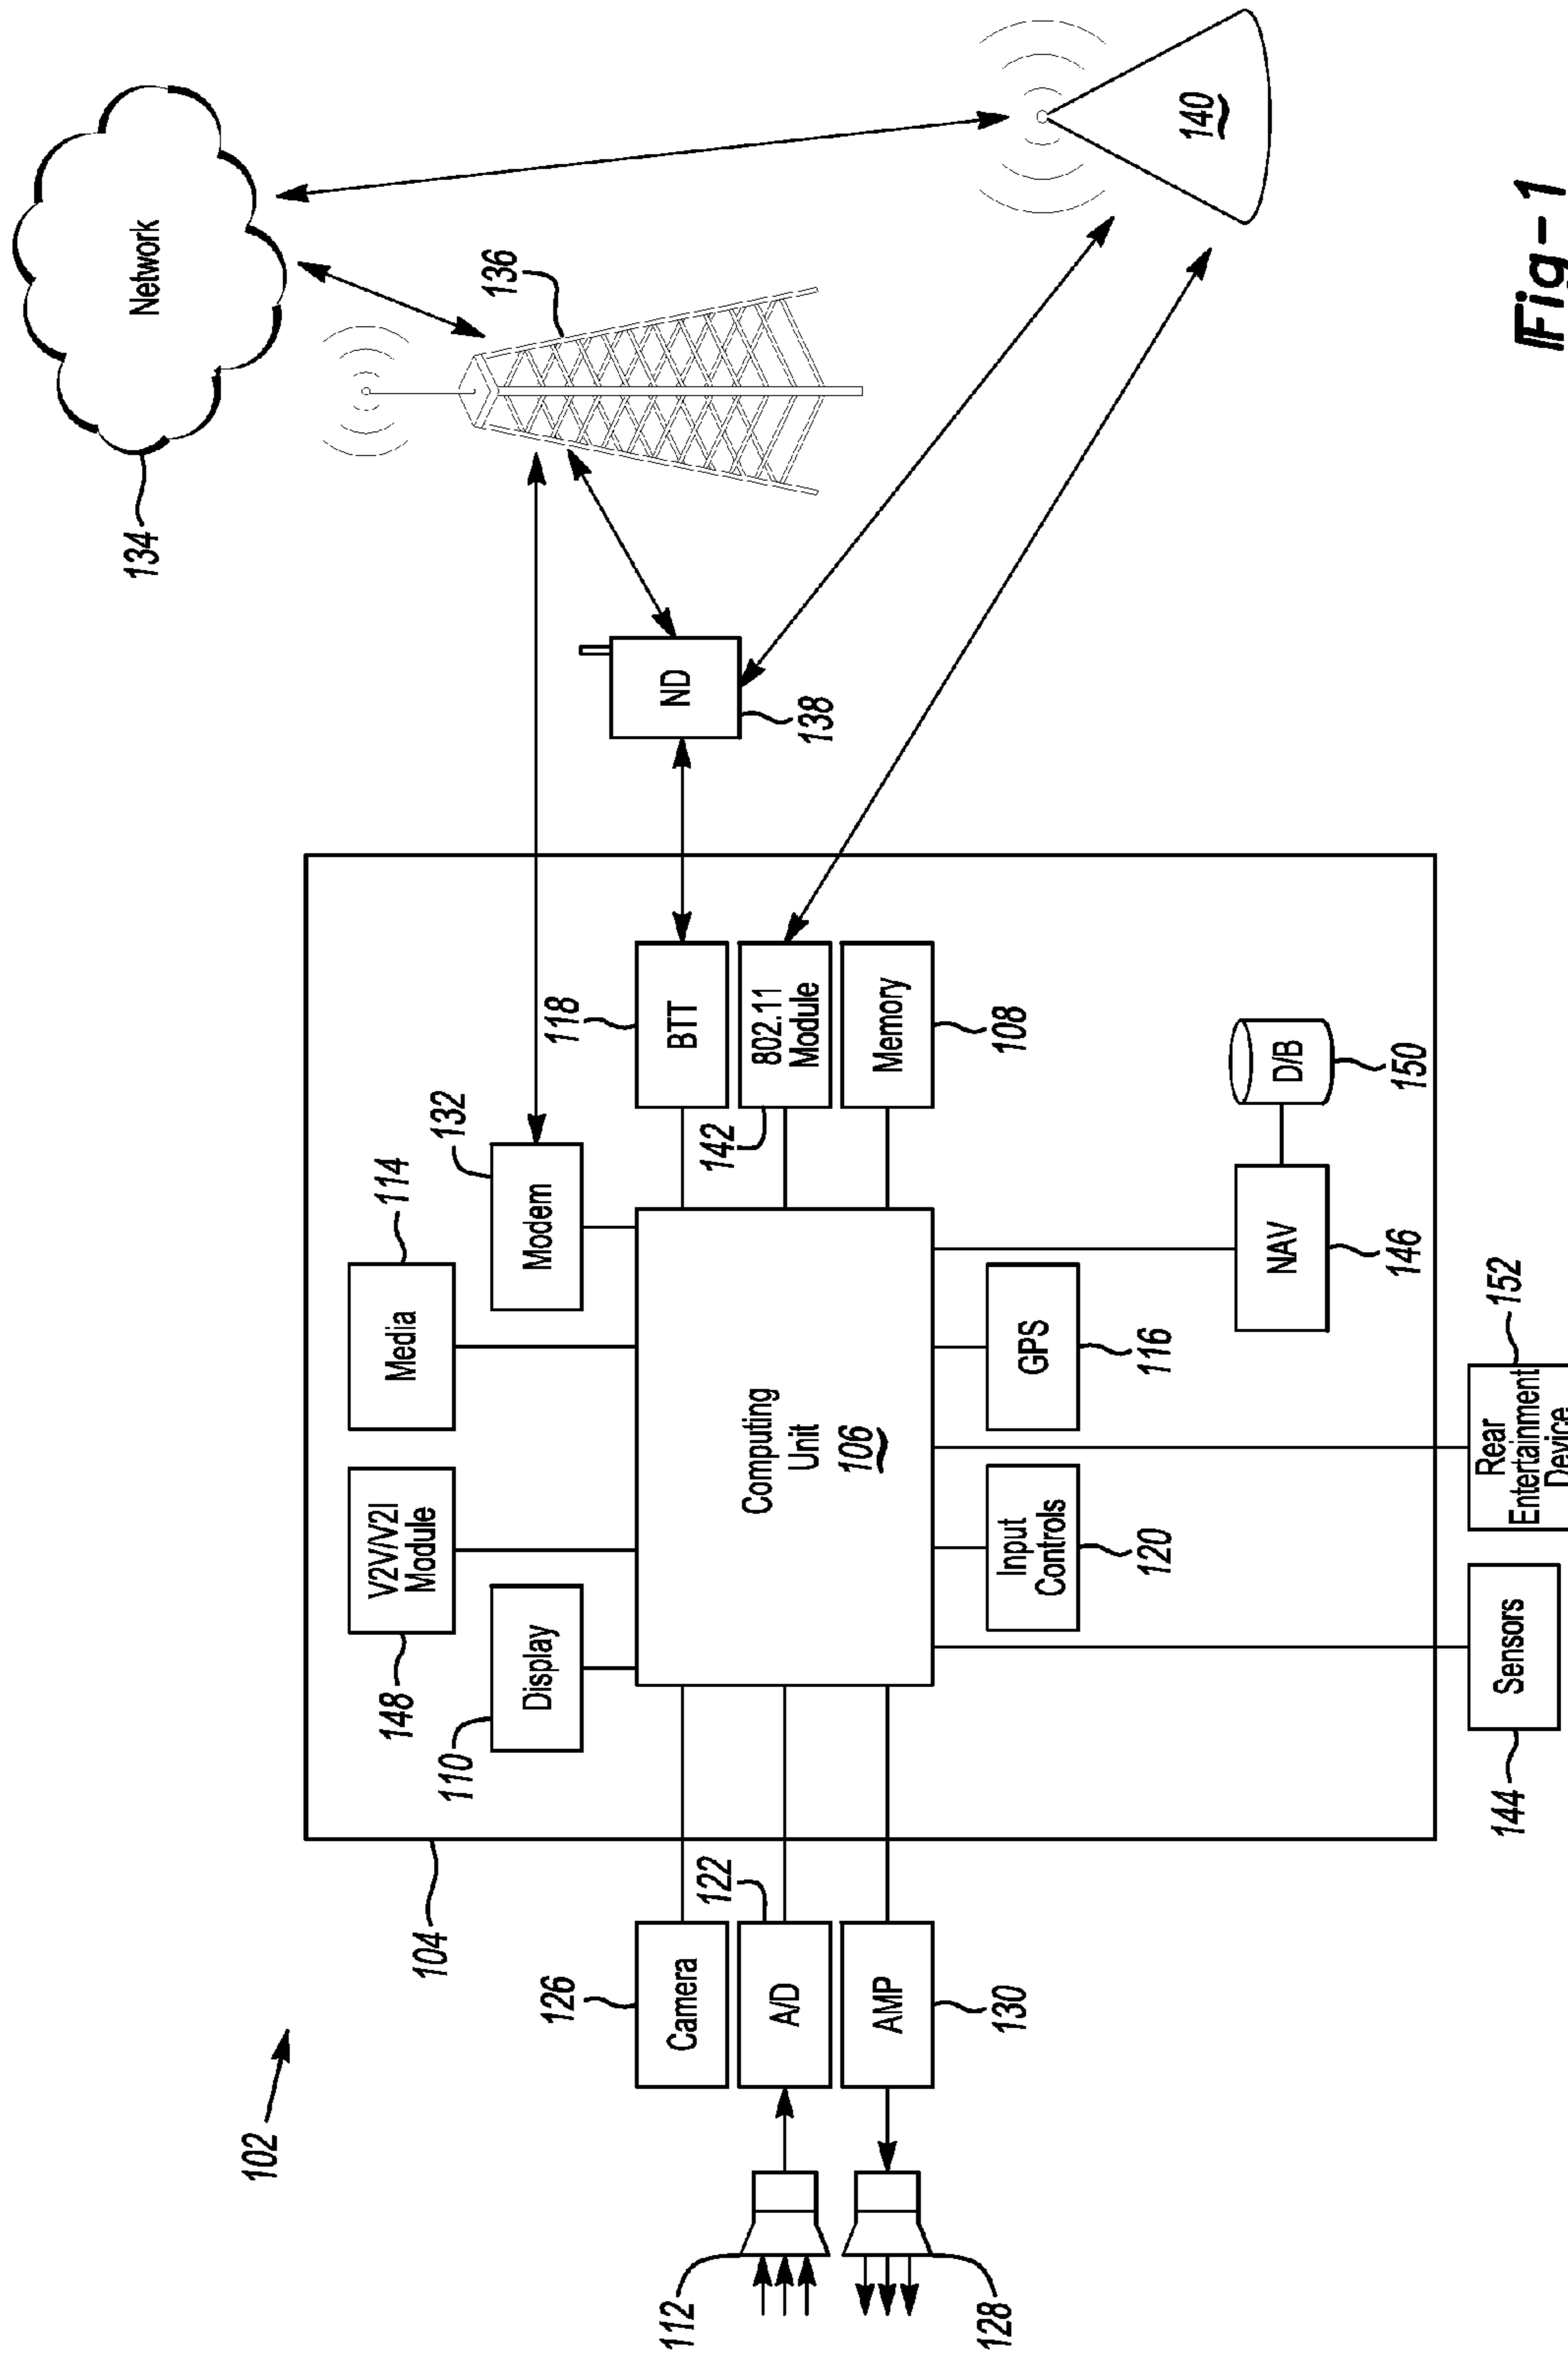 102
104
134
Network
136
114
Media
132
Modem
148
V2V/V2I
Module
110
Display
118
BTT
ND
138
142
802.11
Module
Memory
108
140
126
Camera
122
A/D
AMP
130
112
128
Computing
Unit
106
Input
Controls
120
GPS
116
NAV
146
D/B
150
144
Sensors
Rear
Entertainment
Device
152
Fig-1